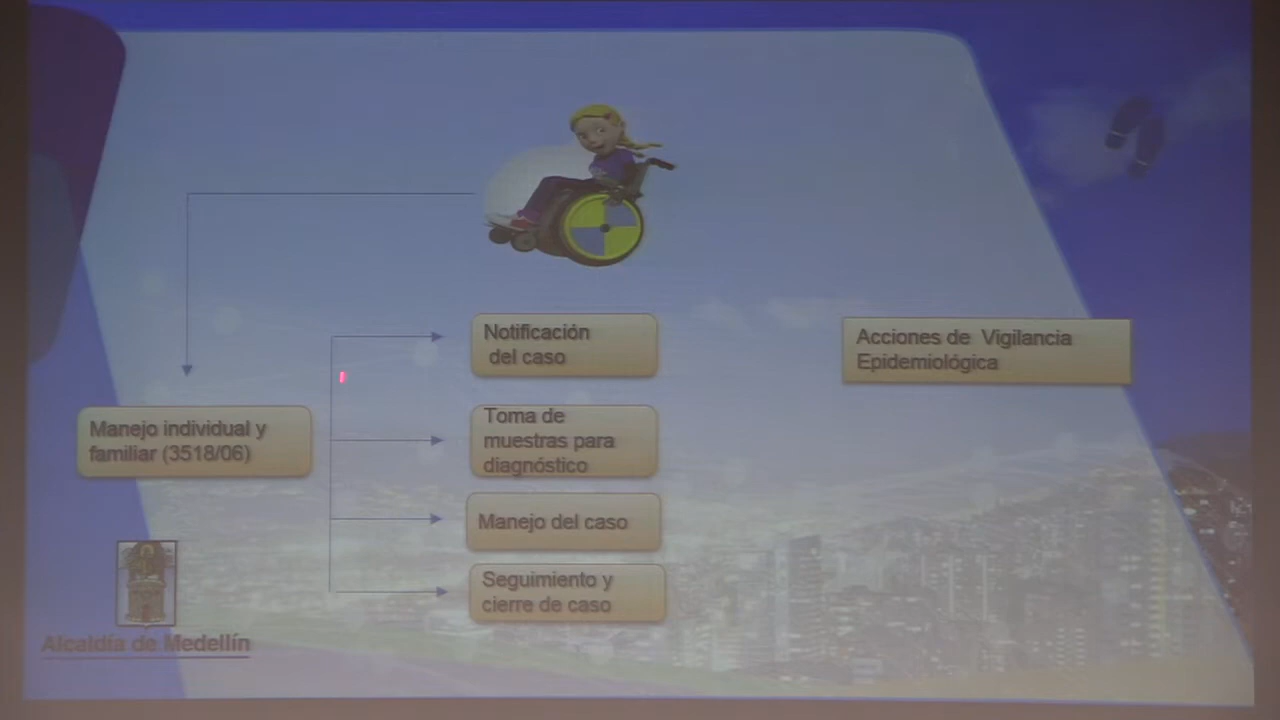 Notificación
del caso
Acciones de Vigilancia
Epidemiológica
Manejo individual y
familiar (3518/06)
Toma de
muestras para
diagnóstico
Manejo del caso
Seguimiento y
cierre de caso
Alcaldía de Medellín